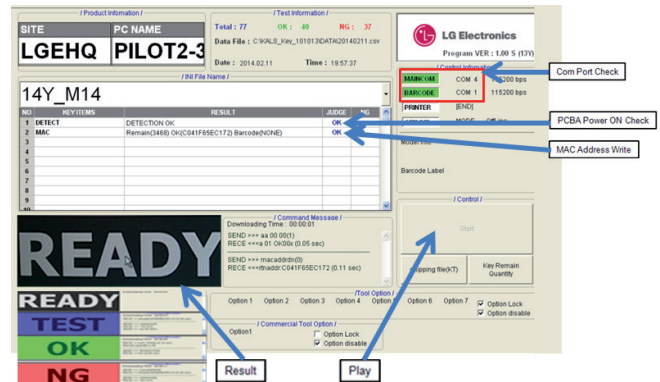 / Product Infomation /
SITE
PC NAME
LGEHQ
PILOT2-3
/ Test Information /
Total : 77 OK : 40 NG : 37
Data File : C:\KALS_Key_101013\DATA\20140211.csv
Date : 2014.02.11 Time : 19:57:37
LG Electronics
Program VER : 1.00 S (13Y)
/ INI File Name /
14Y_M14
NO KEYITEMS RESULT JUDGE NG
1 DETECT DETECTION OK OK
2 MAC Remain(3468) OK(C041F65EC172) Barcode(NONE) OK
3
4
5
6
7
8
9
10
MAINCOM COM 4
BARCODE COM 1 115200 bps
PRINTER [END]
Barcode Label
Com Port Check
PCBA Power ON Check
MAC Address Write
READY
/ Command Message /
Downloading Time : 00:00:01
SEND >>> aa 00 00(1)
RECE <<<a 01 OK00x (0.05 sec)
SEND >>> macaddrdn(0)
RECE <<<rtnaddr:C041F65EC172 (0.11 sec)
/ Control /
Start
Key Remain
Quantity
READY
TEST
OK
NG
/Tool Option /
Option 1 Option 2 Option 3 Option 4 Option 5 Option 6 Option 7
Option Lock
Option disable
/ Commercial Tool Option /
Option1
Option Lock
Option disable
Result
Play